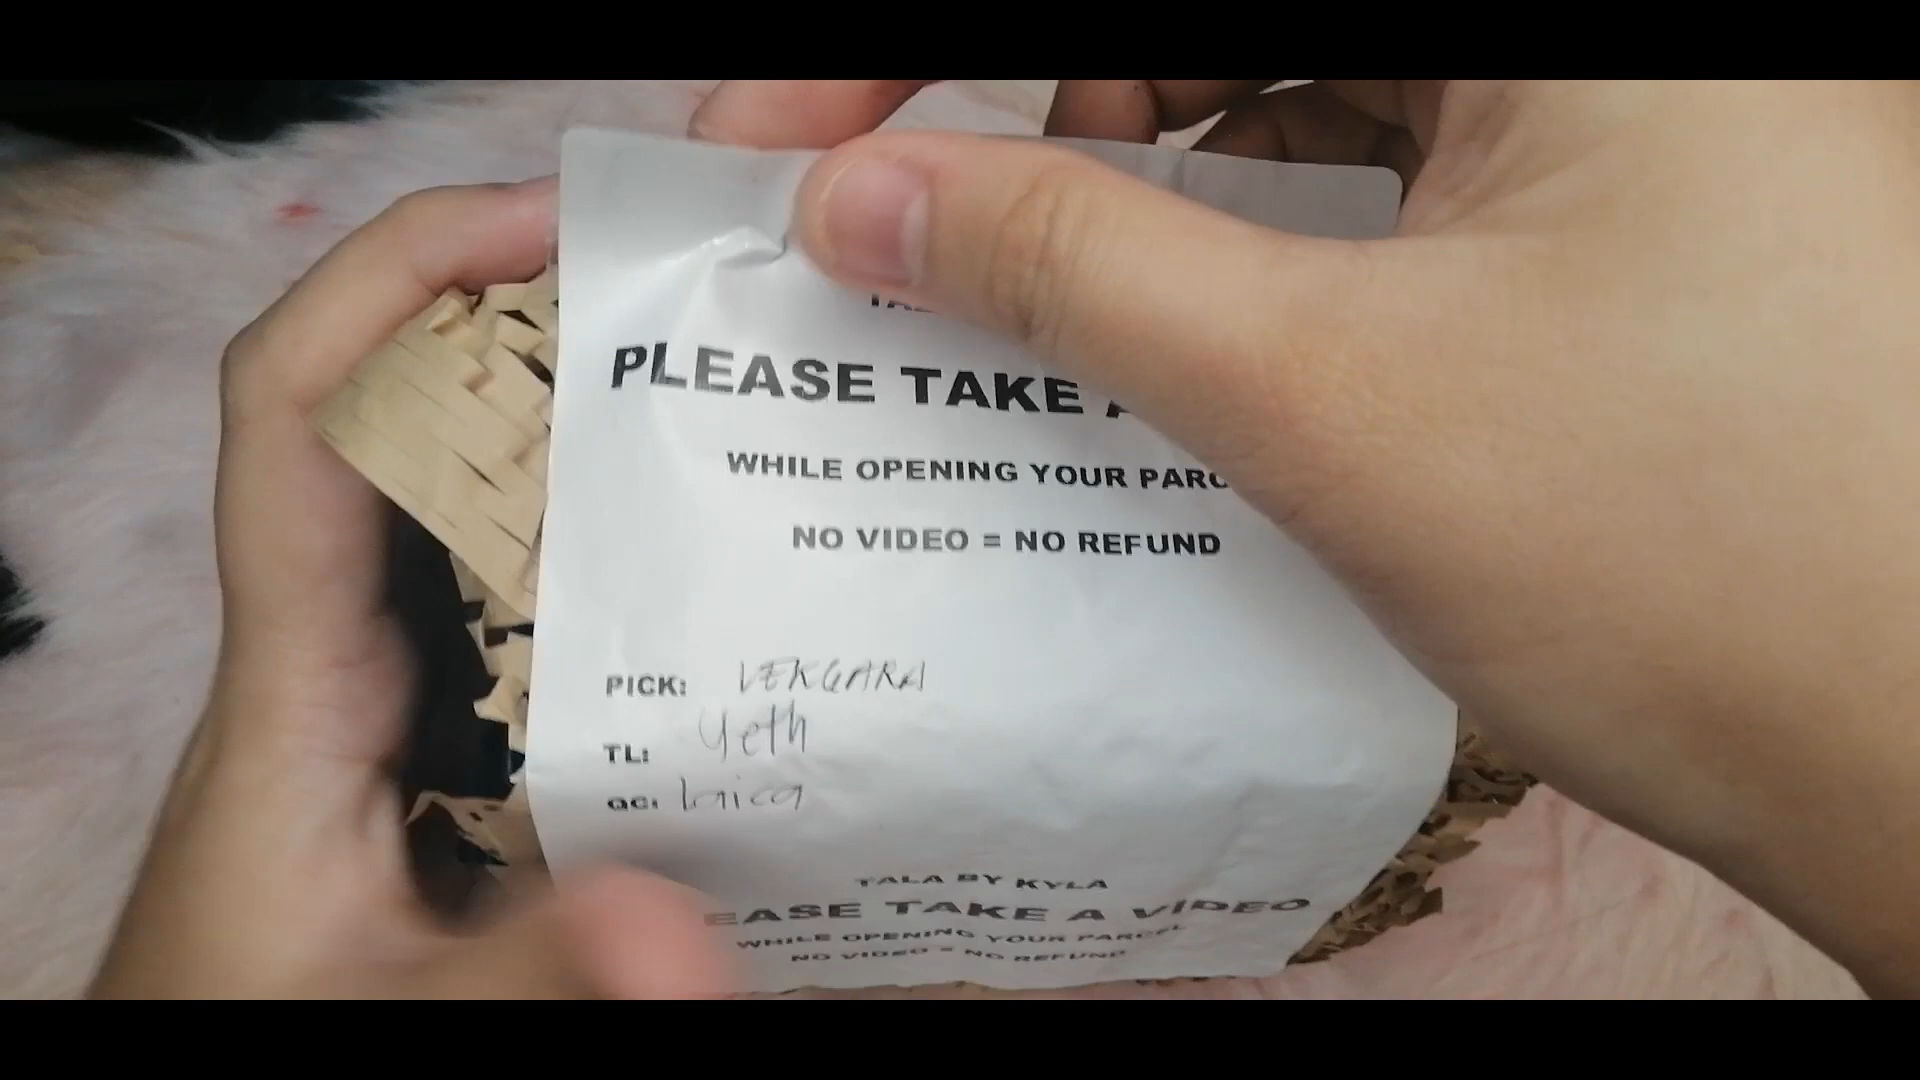 PLEASE TAKE A
WHILE OPENING YOUR PARC
NO VIDEO = NO REFUND
PICK: VERGARA
TL: Yeth
QC: Laica
TALA BY KYLA
EASE TAKE A VIDEO
WHILE OPENING YOUR PARCEL
NO VIDEO = NO REFUND